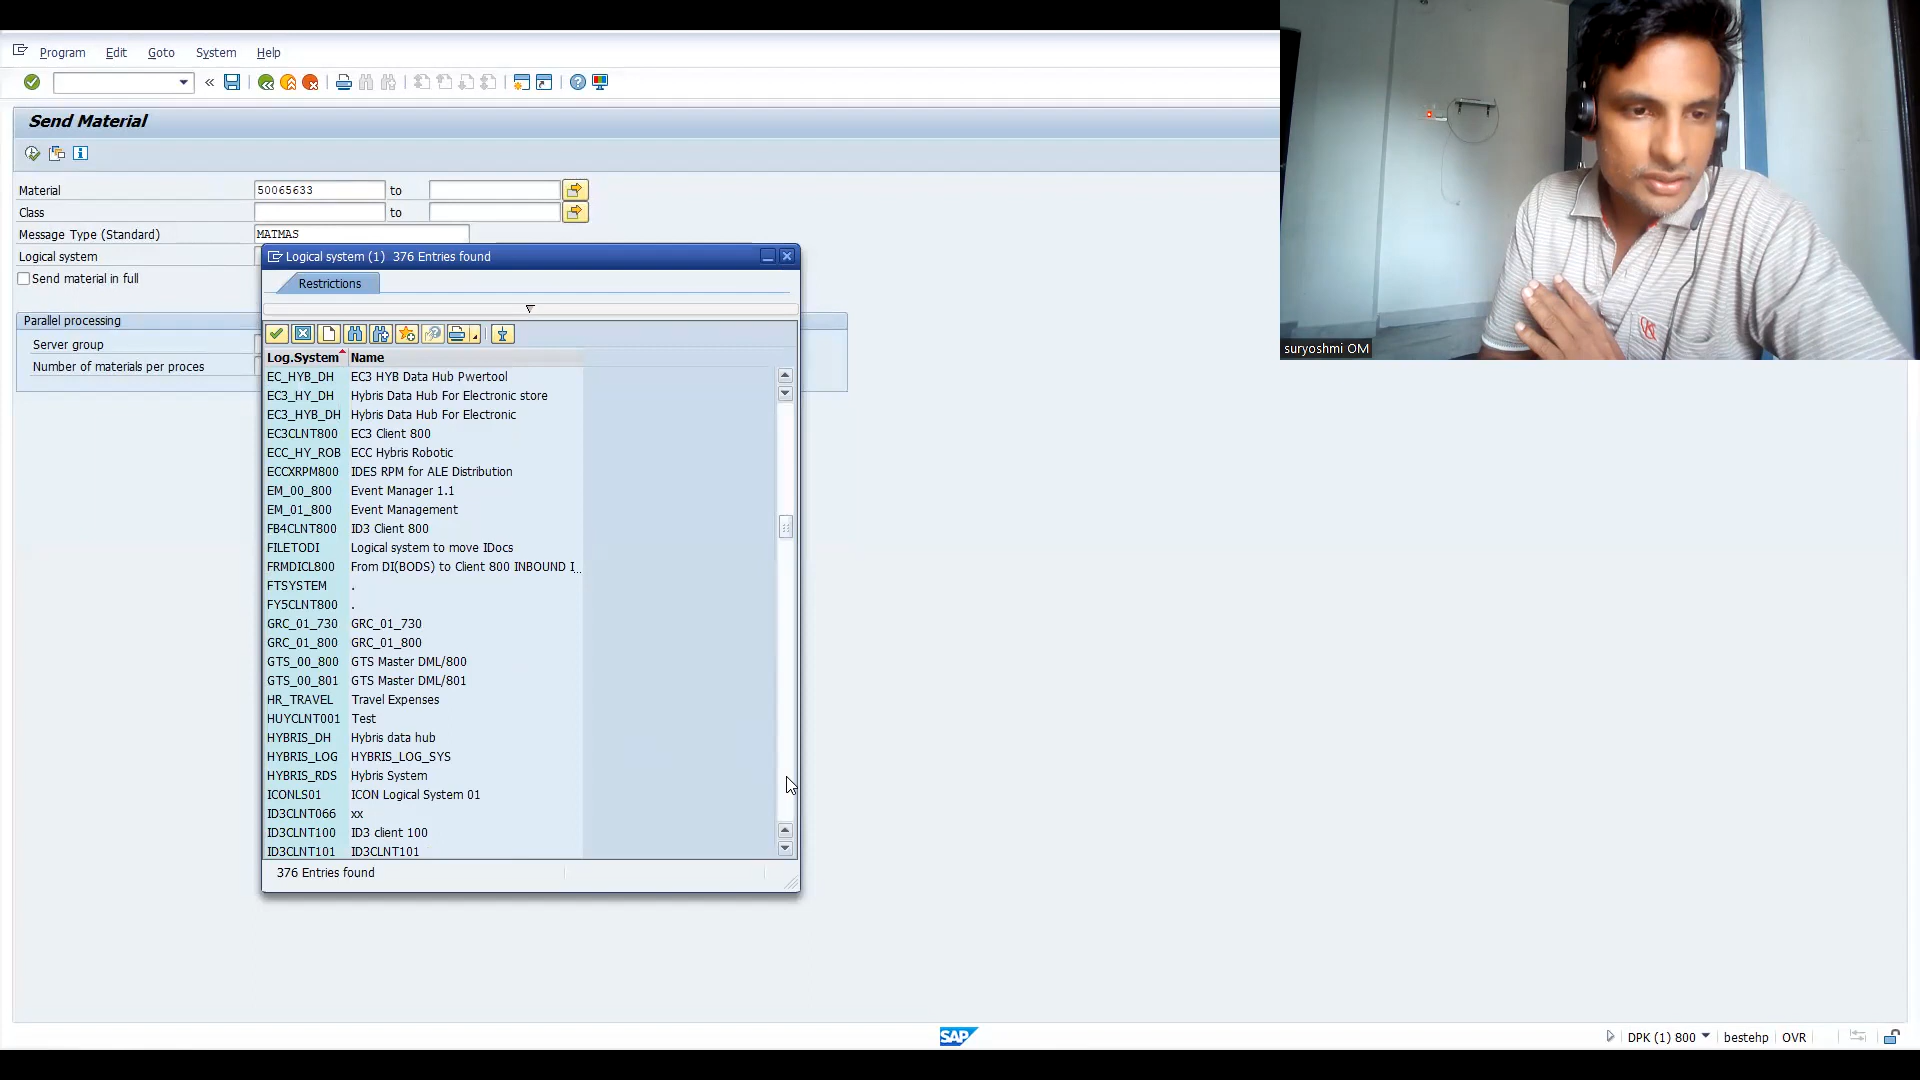 Program Edit Goto System Help
Send Material
Material 50065633 to
Class to
Message Type (Standard) MATMAS
Logical system
Send material in full
Parallel processing
Server group
Number of materials per proces
Logical system (1) 376 Entries found
Restrictions
Log.System Name
EC_HYB_DH EC3 HYB Data Hub Pwertool
EC3_HY_DH Hybris Data Hub For Electronic store
EC3_HYB_DH Hybris Data Hub For Electronic
EC3CLNT800 EC3 Client 800
ECC_HY_ROB ECC Hybris Robotic
ECCXRPM800 IDES RPM for ALE Distribution
EM_00_800 Event Manager 1.1
EM_01_800 Event Management
FB4CLNT800 ID3 Client 800
FILETODI Logical system to move IDocs
FRMDICL800 From DI(BODS) to Client 800 INBOUND I...
FTSYSTEM .
FY5CLNT800 .
GRC_01_730 GRC_01_730
GRC_01_800 GRC_01_800
GTS_00_800 GTS Master DML/800
GTS_00_801 GTS Master DML/801
HR_TRAVEL Travel Expenses
HUYCLNT001 Test
HYBRIS_DH Hybris data hub
HYBRIS_LOG HYBRIS_LOG_SYS
HYBRIS_RDS Hybris System
ICONLS01 ICON Logical System 01
ID3CLNT066 xx
ID3CLNT100 ID3 client 100
ID3CLNT101 ID3CLNT101
376 Entries found
suryoshmi OM
SAP
DPK (1) 800 bestehp OVR